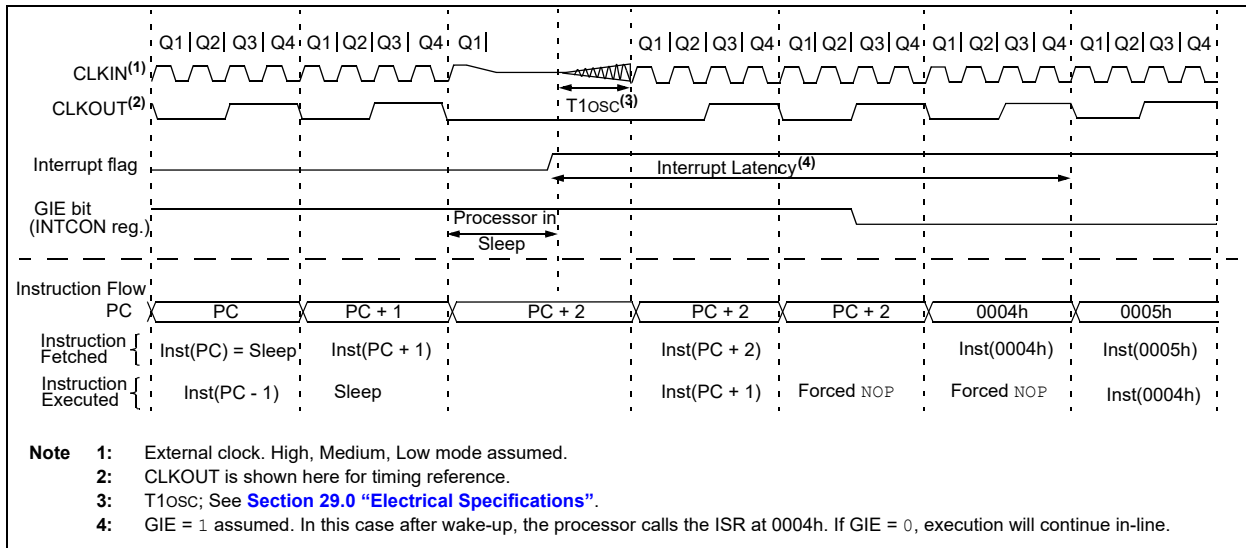 Q1 Q2 Q3 Q4 Q1 Q2 Q3 Q4 Q1 Q1 Q2 Q3 Q4 Q1 Q2 Q3 Q4 Q1 Q2 Q3 Q4 Q1 Q2 Q3 Q4
CLKIN(1)
T1OSC(3)
CLKOUT(2)
Interrupt flag
Interrupt Latency(4)
GIE bit
(INTCON reg.)
Processor in
Sleep
Instruction Flow
PC PC PC + 1 PC + 2 PC + 2 PC + 2 0004h 0005h
Instruction
Fetched
Inst(PC) = Sleep Inst(PC + 1) Inst(PC + 2) Inst(0004h) Inst(0005h)
Instruction
Executed
Inst(PC - 1) Sleep Inst(PC + 1) Forced NOP Forced NOP Inst(0004h)
Note 1: External clock. High, Medium, Low mode assumed.
2: CLKOUT is shown here for timing reference.
3: T1OSC; See Section 29.0 “Electrical Specifications”.
4: GIE = 1 assumed. In this case after wake-up, the processor calls the ISR at 0004h. If GIE = 0, execution will continue in-line.